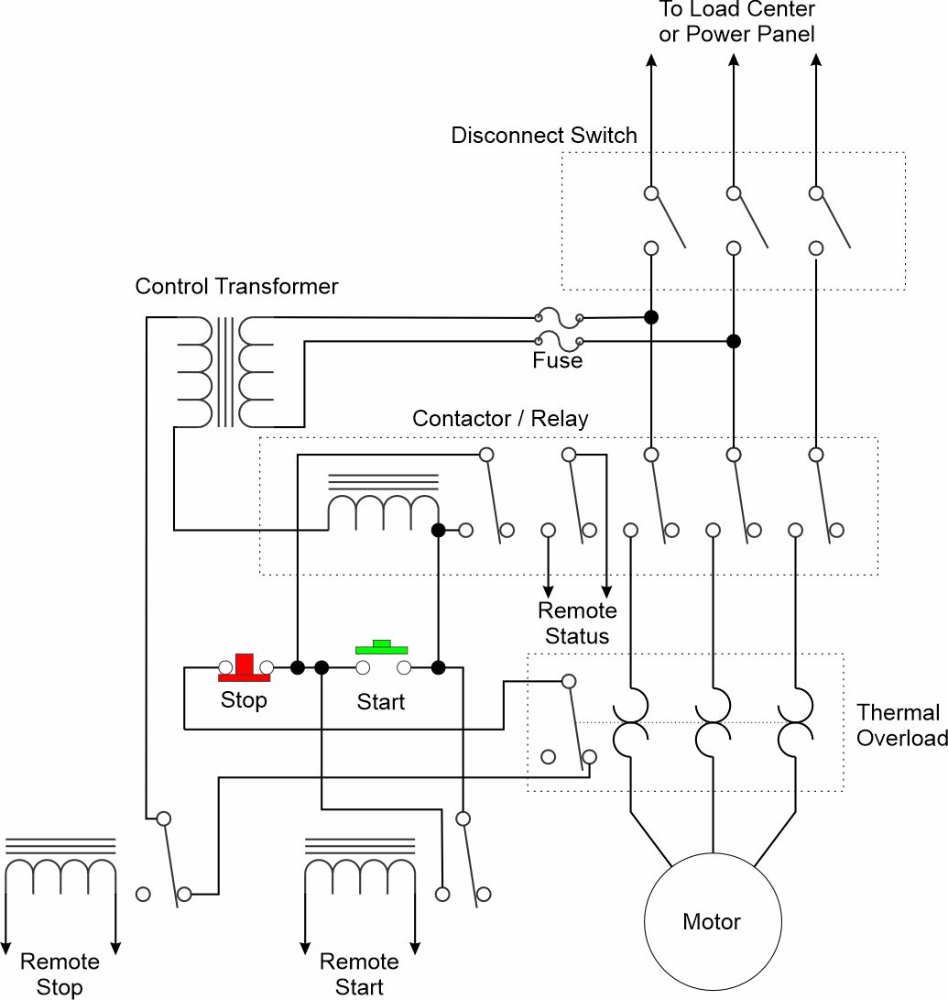 To Load Center
or Power Panel
Disconnect Switch
Control Transformer
Fuse
Contactor / Relay
Remote
Status
Stop
Start
Thermal
Overload
Motor
Remote
Stop
Remote
Start